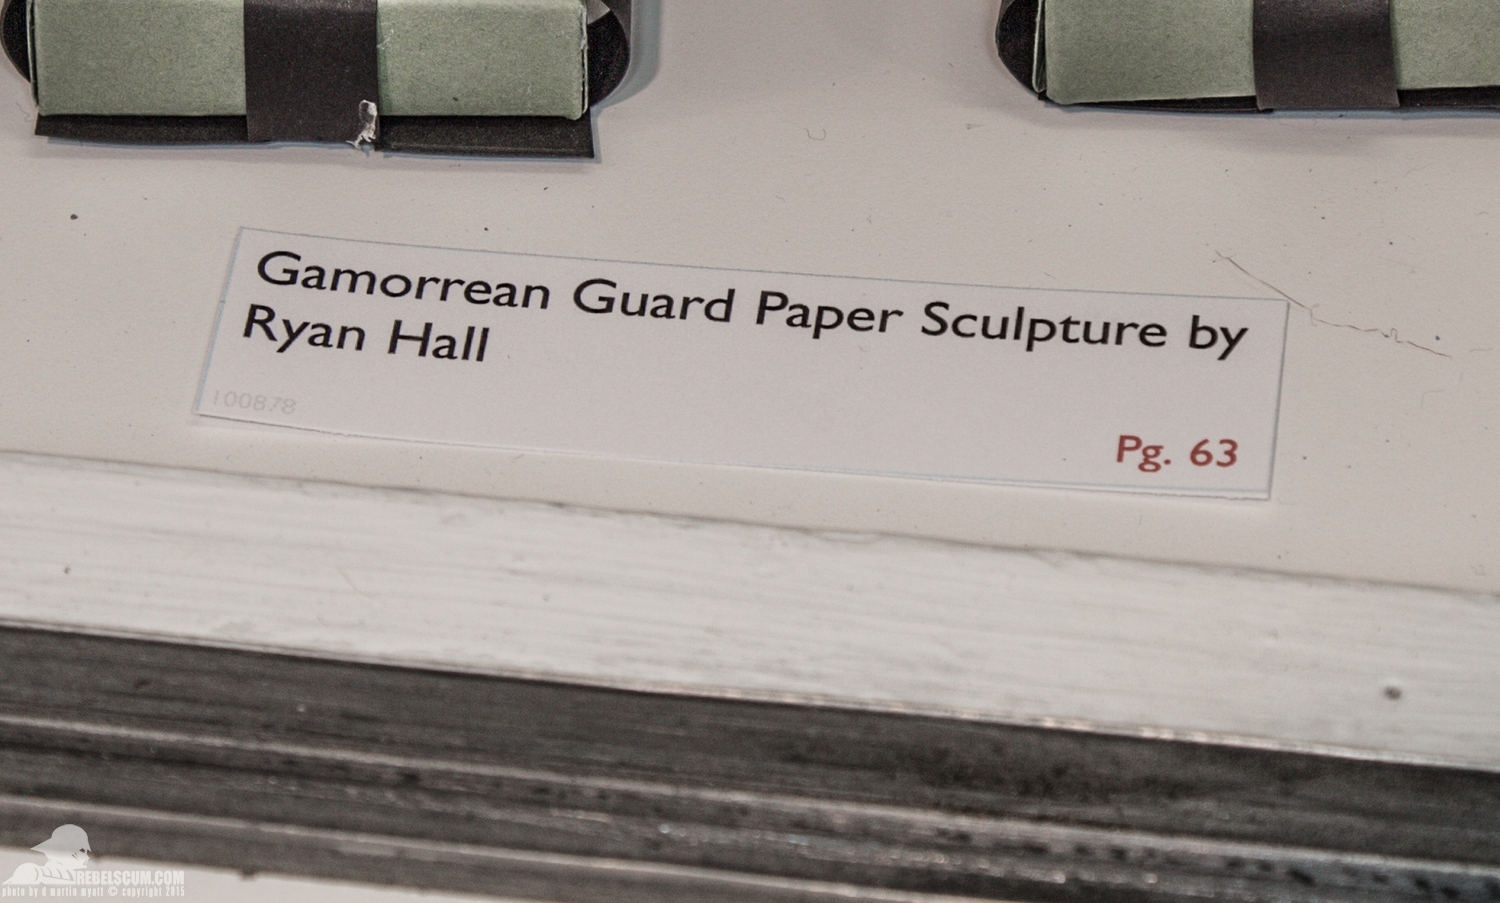 Gamorrean Guard Paper Sculpture by
Ryan Hall
100878
Pg. 63
REBELSCUM.COM
photo by d martin myatt © copyright 2015